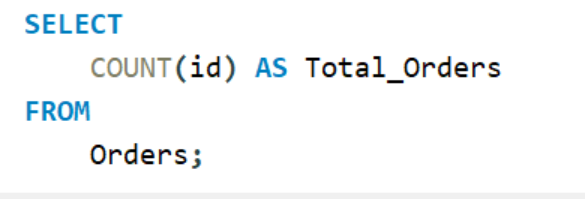 SELECT
COUNT(id) AS Total_Orders
FROM
Orders;